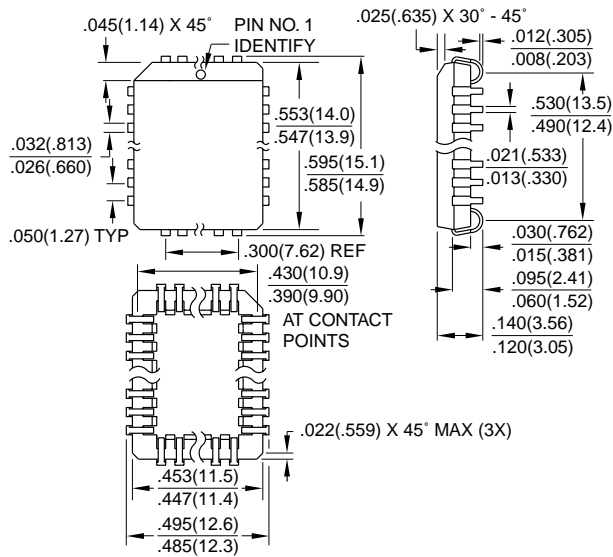 .045(1.14) X 45°
PIN NO. 1
IDENTIFY
.025(.635) X 30° - 45°
.012(.305)
.008(.203)
.553(14.0)
.547(13.9)
.530(13.5)
.490(12.4)
.032(.813)
.026(.660)
.595(15.1)
.585(14.9)
.021(.533)
.013(.330)
.050(1.27) TYP
.300(7.62) REF
.030(.762)
.015(.381)
.430(10.9)
.390(9.90)
AT CONTACT
POINTS
.095(2.41)
.060(1.52)
.140(3.56)
.120(3.05)
.022(.559) X 45° MAX (3X)
.453(11.5)
.447(11.4)
.495(12.6)
.485(12.3)